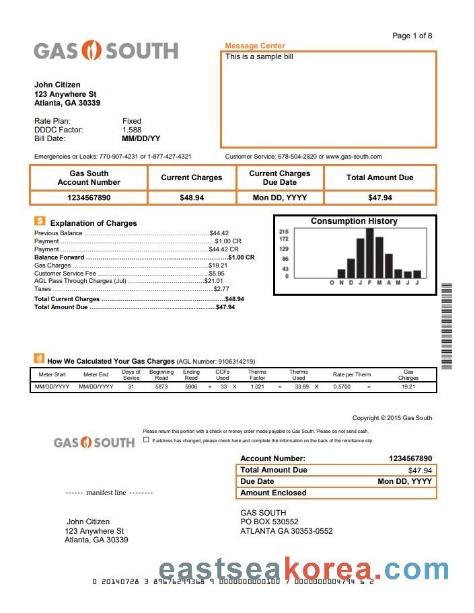 Page 1 of 8
GAS SOUTH
Message Center
This is a sample bill
John Citizen
123 Anywhere St
Atlanta, GA 30339
Rate Plan: Fixed
DDDC Factor: 1.588
Bill Date: MM/DD/YY
Emergencies or Leaks: 770-907-4231 or 1-877-427-4321 Customer Service: 678-504-2820 or www.gas-south.com
Gas South Account Number Current Charges Current Charges Due Date Total Amount Due
1234567890 $48.94 Mon DD, YYYY $47.94
$ Explanation of Charges
Previous Balance $44.42
Payment $1.00 CR
Payment $44.42 CR
Balance Forward $1.00 CR
Gas Charges $19.21
Customer Service Fee $5.95
AGL Pass Through Charges (Jul) $21.01
Taxes $2.77
Total Current Charges $48.94
Total Amount Due $47.94
Consumption History
215
172
129
86
43
0
O N D J F M A M J J
How We Calculated Your Gas Charges (AGL Number: 9106314219)
Meter Start Meter End Days of Service Beginning Read Ending Read CCFs Used Therms Factor Therms Used Rate per Therm Gas Charges
MM/DD/YYYY MM/DD/YYYY 31 5873 5906 = 33 X 1.021 = 33.69 X 0.5700 = 19.21
Copyright © 2015 Gas South
GAS SOUTH
Please return this portion with a check or money order made payable to Gas South. Please do not send cash.
If address has changed, please check here and complete the information on the back of the remittance slip.
Account Number: 1234567890
Total Amount Due $47.94
Due Date Mon DD, YYYY
Amount Enclosed
------ manifest line --------
John Citizen
123 Anywhere St
Atlanta, GA 30339
GAS SOUTH
PO BOX 530552
ATLANTA GA 30353-0552
eastseakorea.com
0 20140728 3